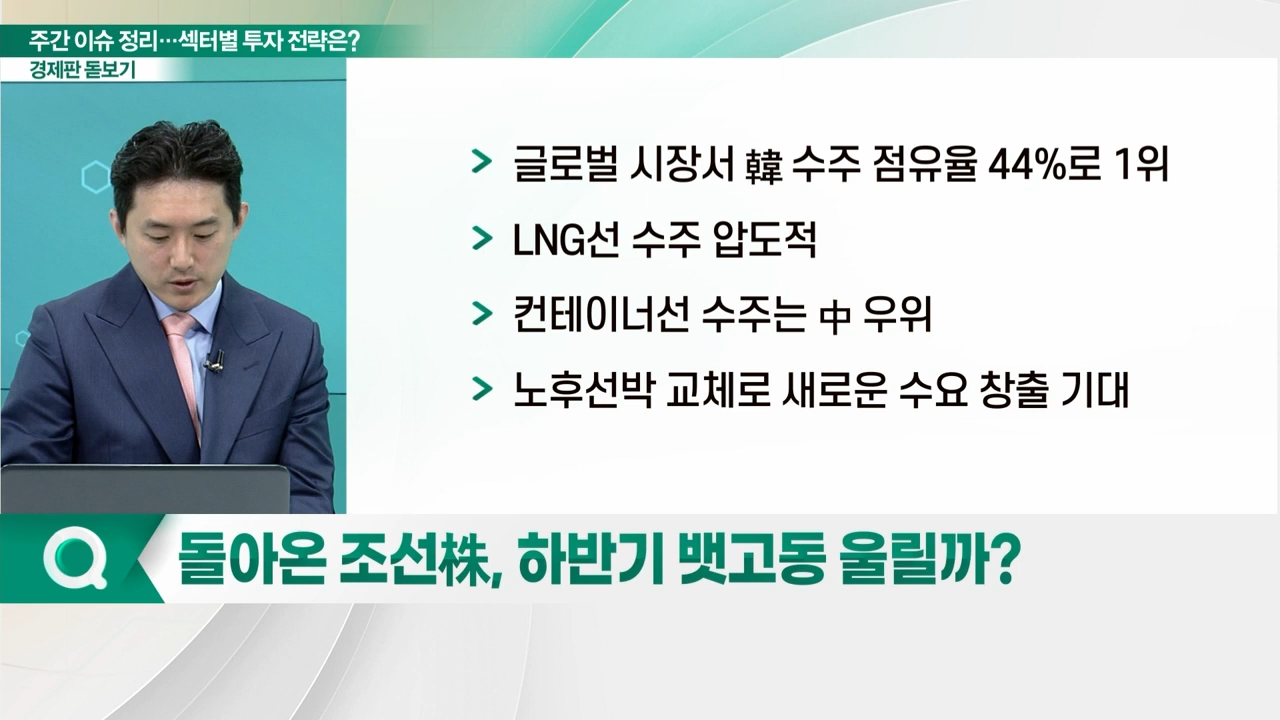 주간 이슈 정리…섹터별 투자 전략은?
경제판 돋보기
> 글로벌 시장서 韓 수주 점유율 44%로 1위
> LNG선 수주 압도적
> 컨테이너선 수주는 中 우위
> 노후선박 교체로 새로운 수요 창출 기대
돌아온 조선株, 하반기 뱃고동 울릴까?